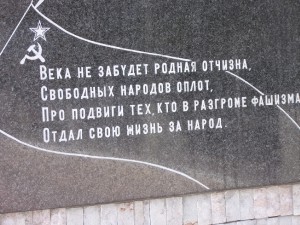 Века не забудет родная отчизна,
Свободных народов оплот,
Про подвиги тех, кто в разгроме фашизма
Отдал свою жизнь за народ.